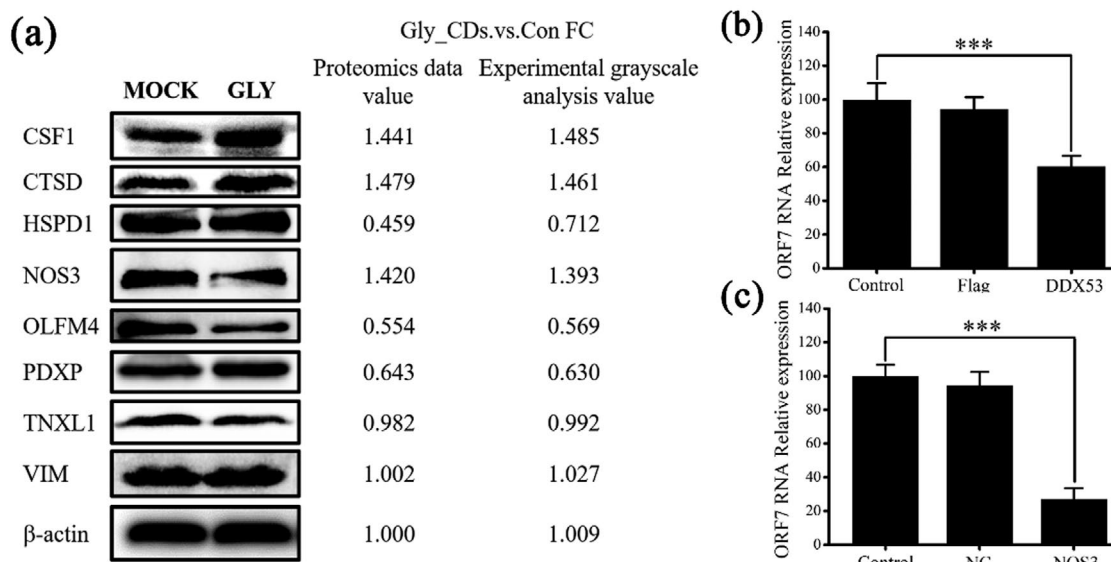 (a)
Gly_CDs.vs.Con FC
Proteomics data Experimental grayscale
MOCK GLY value analysis value
CSF1 1.441 1.485
CTSD 1.479 1.461
HSPD1 0.459 0.712
NOS3 1.420 1.393
OLFM4 0.554 0.569
PDXP 0.643 0.630
TNXL1 0.982 0.992
VIM 1.002 1.027
β-actin 1.000 1.009
(b)
ORF7 RNA Relative expression
140
120
100
80
60
40
20
0
***
Control Flag DDX53
(c)
ORF7 RNA Relative expression
140
120
100
80
60
40
20
0
***
Control NC NOS3